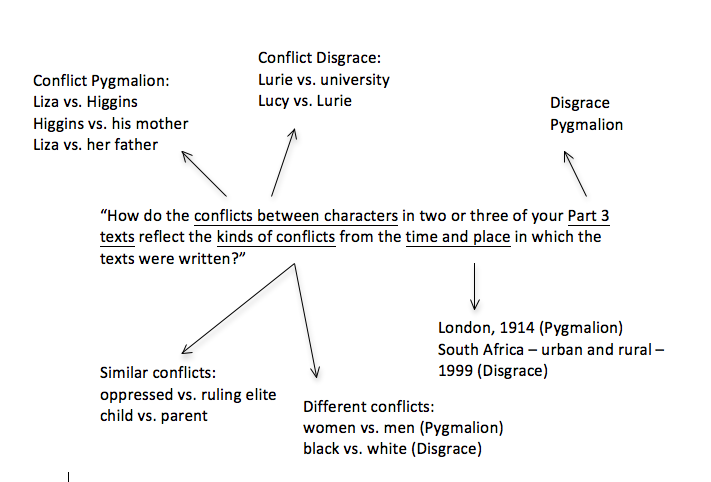 Conflict Disgrace:
Lurie vs. university
Lucy vs. Lurie
Conflict Pygmalion:
Liza vs. Higgins
Higgins vs. his mother
Liza vs. her father
Disgrace
Pygmalion
“How do the conflicts between characters in two or three of your Part 3
texts reflect the kinds of conflicts from the time and place in which the
texts were written?”
London, 1914 (Pygmalion)
South Africa – urban and rural –
1999 (Disgrace)
Similar conflicts:
oppressed vs. ruling elite
child vs. parent
Different conflicts:
women vs. men (Pygmalion)
black vs. white (Disgrace)